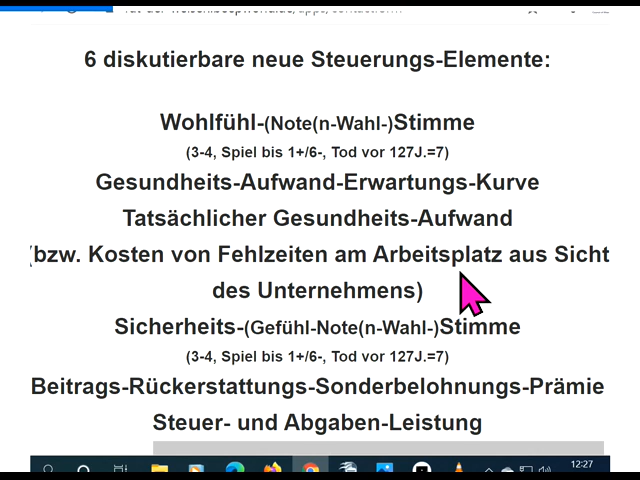 6 diskutierbare neue Steuerungs-Elemente:
Wohlfühl-(Note(n-Wahl-)Stimme
(3-4, Spiel bis 1+/6-, Tod vor 127J.=7)
Gesundheits-Aufwand-Erwartungs-Kurve
Tatsächlicher Gesundheits-Aufwand
(bzw. Kosten von Fehlzeiten am Arbeitsplatz aus Sicht
des Unternehmens)
Sicherheits-(Gefühl-Note(n-Wahl-)Stimme
(3-4, Spiel bis 1+/6-, Tod vor 127J.=7)
Beitrags-Rückerstattungs-Sonderbelohnungs-Prämie
Steuer- und Abgaben-Leistung
12:27